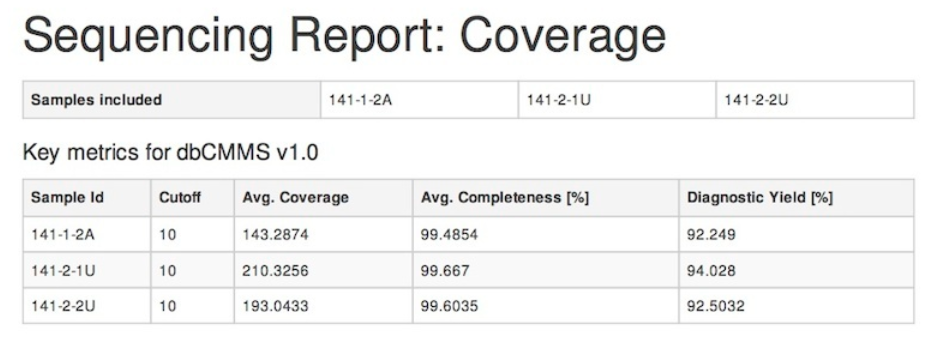 Sequencing Report: Coverage
Samples included 141-1-2A 141-2-1U 141-2-2U
Key metrics for dbCMMS v1.0
Sample Id Cutoff Avg. Coverage Avg. Completeness [%] Diagnostic Yield [%]
141-1-2A 10 143.2874 99.4854 92.249
141-2-1U 10 210.3256 99.667 94.028
141-2-2U 10 193.0433 99.6035 92.5032